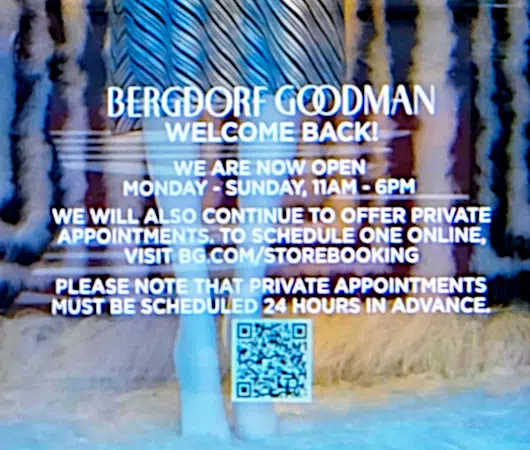 BERGDORF GOODMAN
WELCOME BACK!
WE ARE NOW OPEN
MONDAY - SUNDAY, 11AM - 6PM
WE WILL ALSO CONTINUE TO OFFER PRIVATE
APPOINTMENTS. TO SCHEDULE ONE ONLINE,
VISIT BG.COM/STOREBOOKING
PLEASE NOTE THAT PRIVATE APPOINTMENTS
MUST BE SCHEDULED 24 HOURS IN ADVANCE.